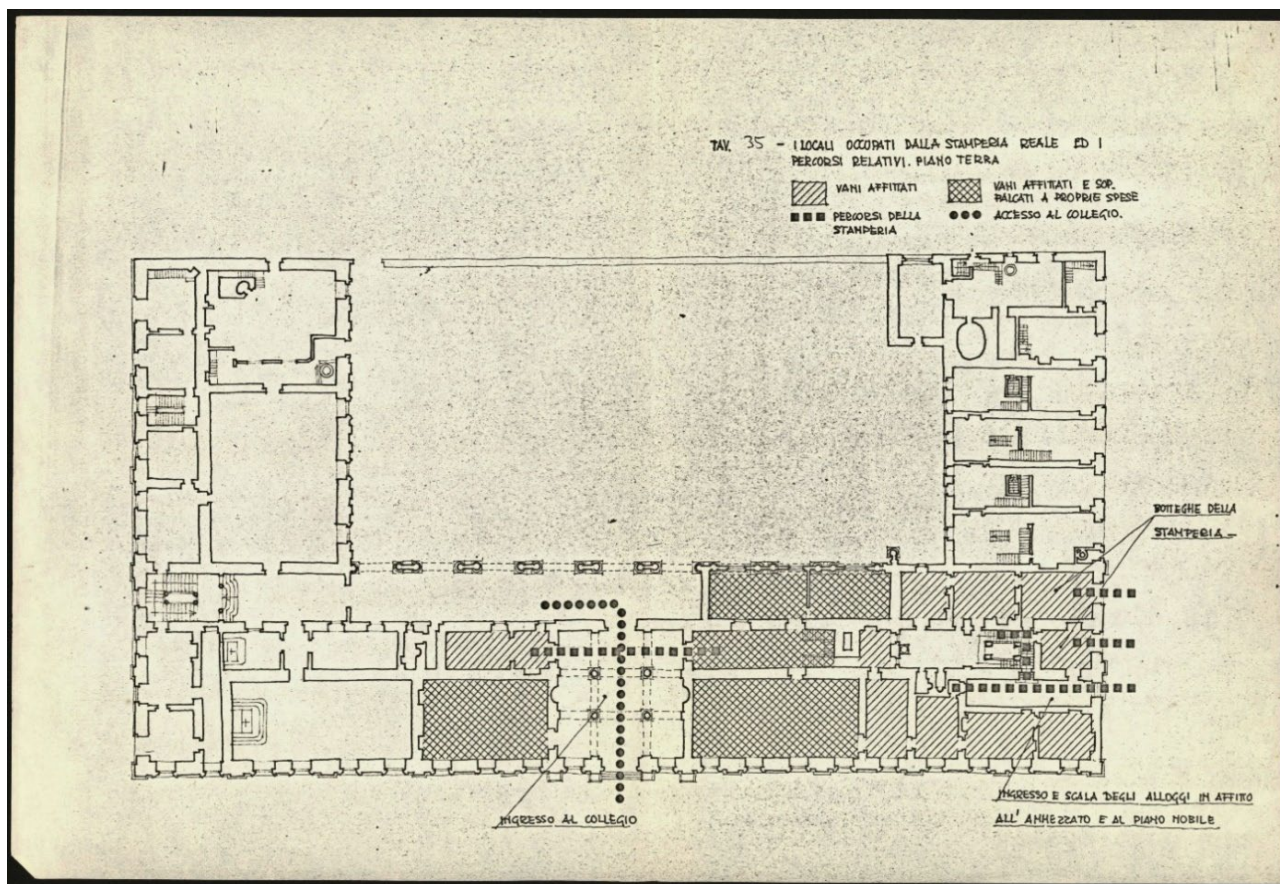 TAV. 35 - I LOCALI OCCUPATI DALLA STAMPERIA REALE ED I
PERCORSI RELATIVI. PIANO TERRA
VANI AFFITTATI
VANI AFFITTATI E SOP.
PALCATI A PROPRIE SPESE
PERCORSI DELLA
STAMPERIA
ACCESSO AL COLLEGIO.
BOTTEGHE DELLA
STAMPERIA -
INGRESSO AL COLLEGIO
INGRESSO E SCALA DEGLI ALLOGGI IN AFFITTO
ALL' AMMEZZATO E AL PIANO NOBILE